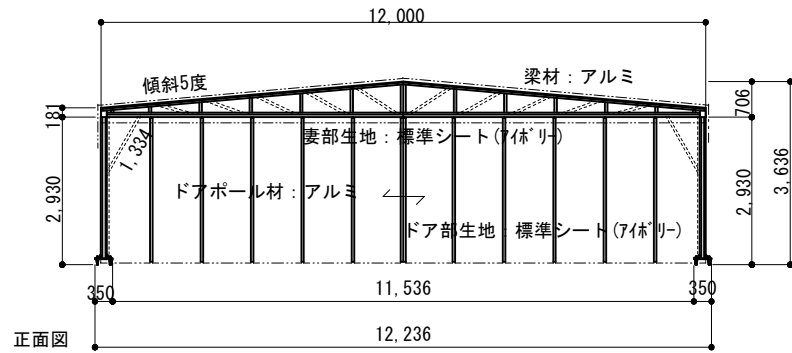 12,000
傾斜5度
梁材：アルミ
181
706
妻部生地：標準シート(ｱｲﾎﾞﾘｰ)
1,334
2,930
2,930
3,636
ドアポール材：アルミ
ドア部生地：標準シート(ｱｲﾎﾞﾘｰ)
350
11,536
350
正面図
12,236